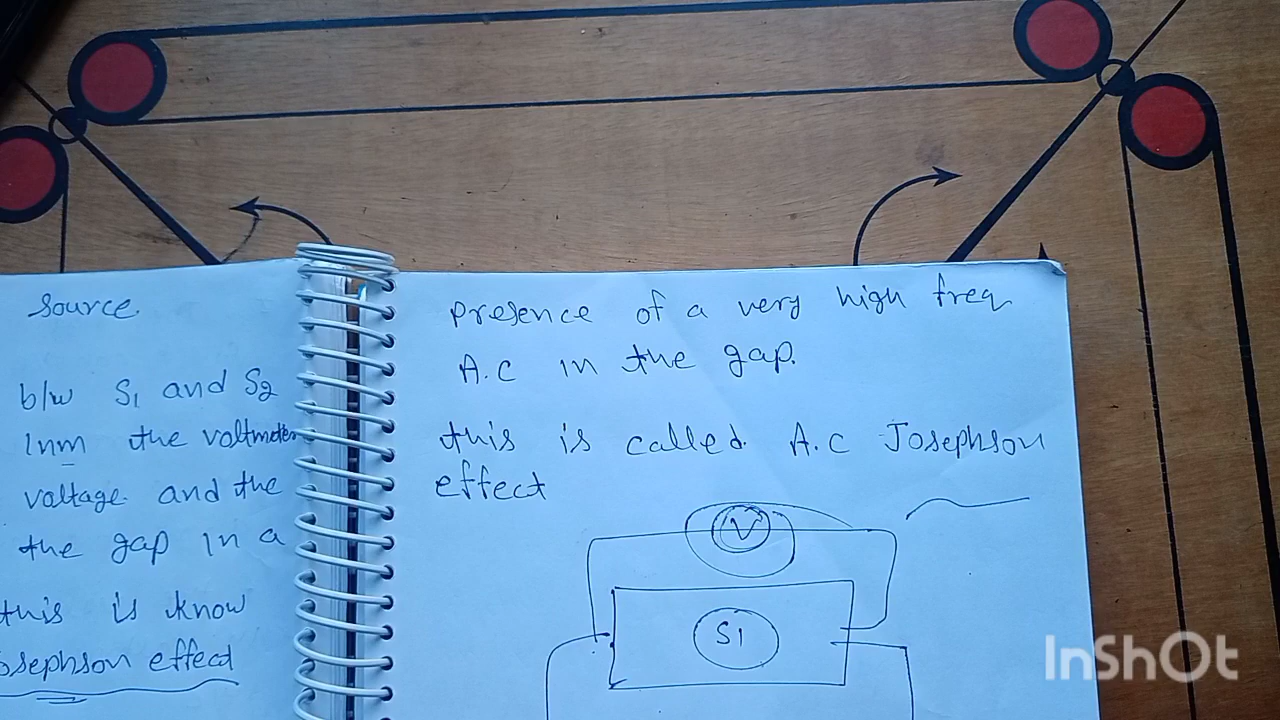 source.
b/w S1 and S2
1nm the voltmeter
voltage and the
the gap in a
this is know
osephson effect
presence of a very high freq
A.C in the gap.
this is called. A.C Josephson
effect
V
S1
InShOt